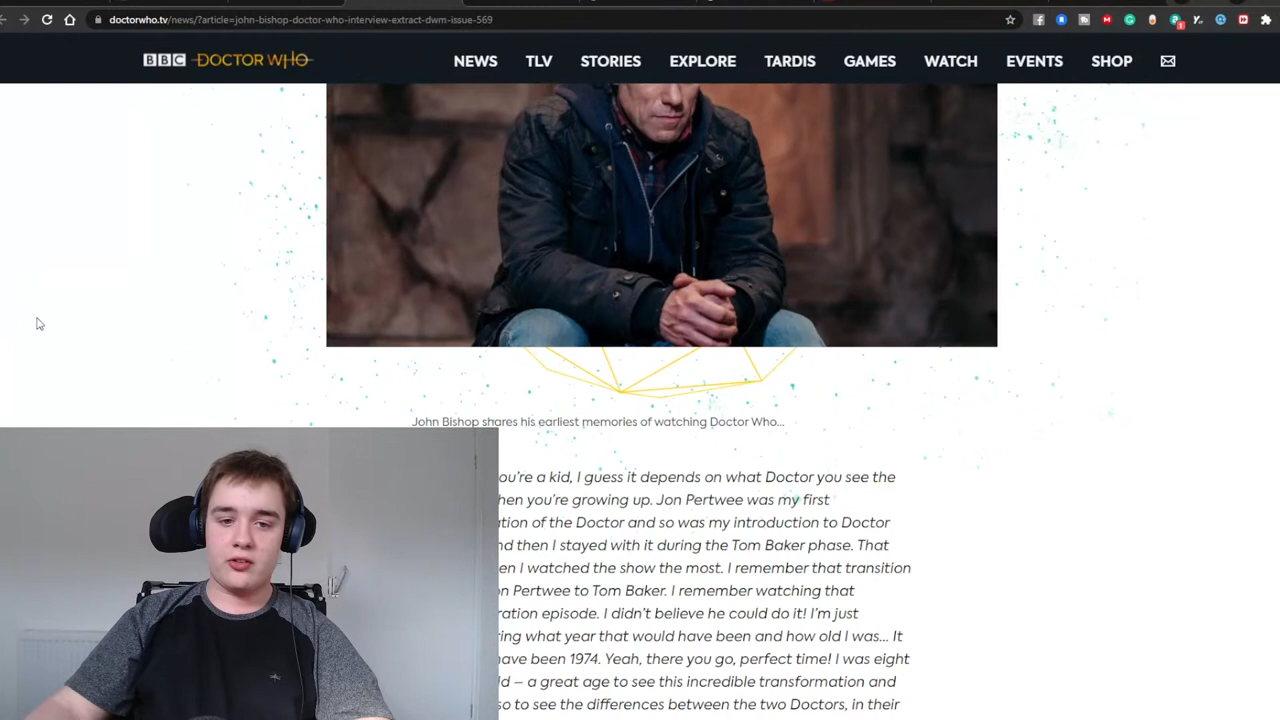 doctorwho.tv/news/?article=john-bishop-doctor-who-interview-extract-dwm-issue-569
BBC DOCTOR WHO NEWS TLV STORIES EXPLORE TARDIS GAMES WATCH EVENTS SHOP
John Bishop shares his earliest memories of watching Doctor Who...
ou're a kid, I guess it depends on what Doctor you see the
hen you're growing up. Jon Pertwee was my first
ation of the Doctor and so was my introduction to Doctor
nd then I stayed with it during the Tom Baker phase. That
en I watched the show the most. I remember that transition
on Pertwee to Tom Baker. I remember watching that
ration episode. I didn't believe he could do it! I'm just
ring what year that would have been and how old I was... It
have been 1974. Yeah, there you go, perfect time! I was eight
ld – a great age to see this incredible transformation and
so to see the differences between the two Doctors, in their